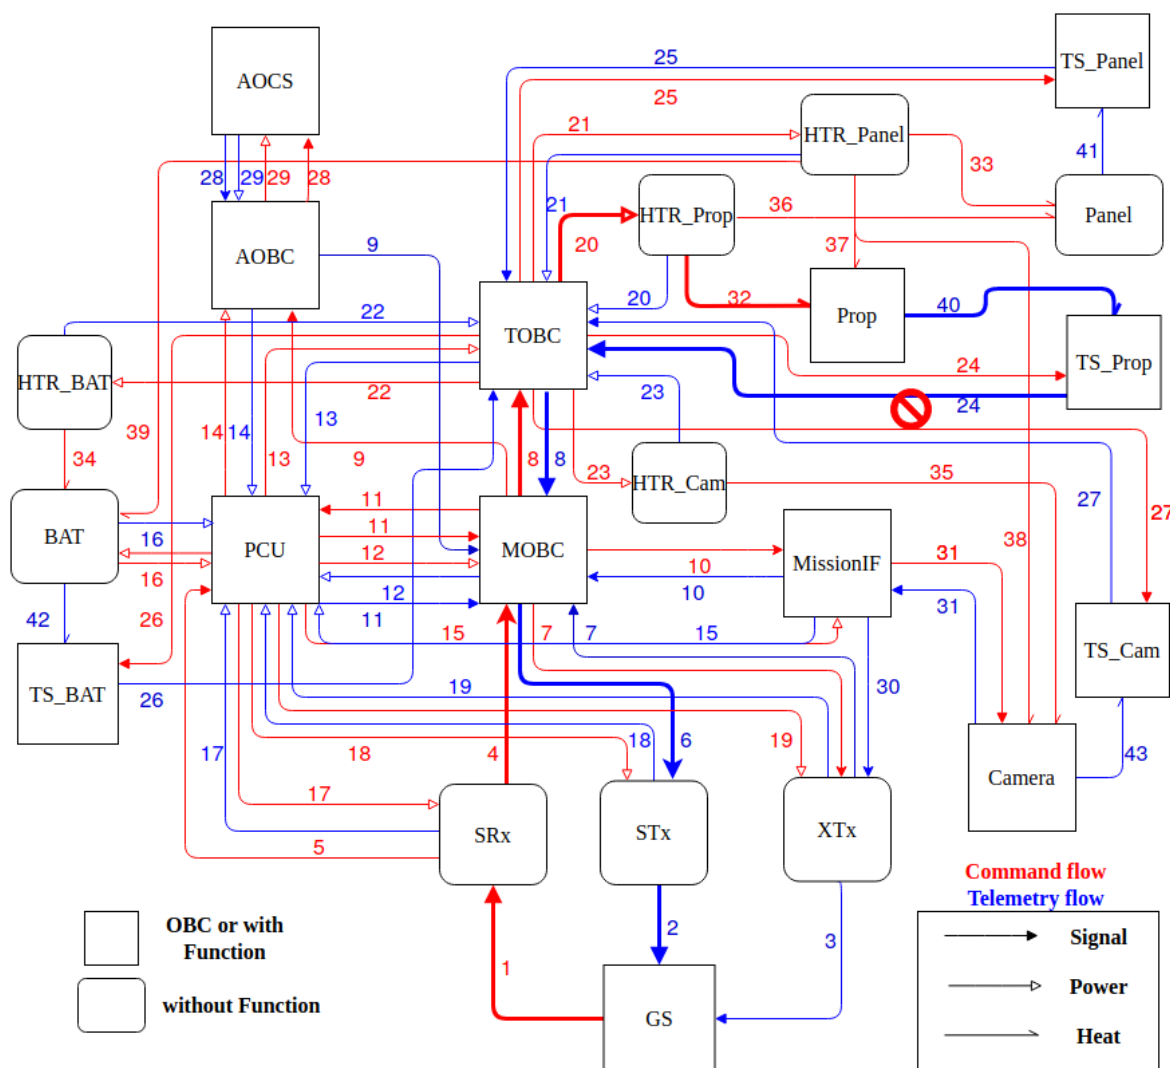 25
TS_Panel
AOCS
25
21
HTR_Panel
41
33
28
29
29
28
HTR_Prop
36
Panel
21
9
20
37
AOBC
20
32
40
22
Prop
TOBC
TS_Prop
HTR_BAT
24
22
23
24
13
39
14
14
13
9
8
8
23
HTR_Cam
35
34
11
27
27
BAT
16
11
PCU
MOBC
38
12
31
MissionIF
16
10
12
10
31
42
26
11
15
7
7
15
TS_Cam
TS_BAT
26
19
30
17
18
4
18
6
19
43
Camera
17
SRx
STx
XTx
5
Command flow
Telemetry flow
OBC or with
Function
2
3
Signal
1
Power
without Function
GS
Heat